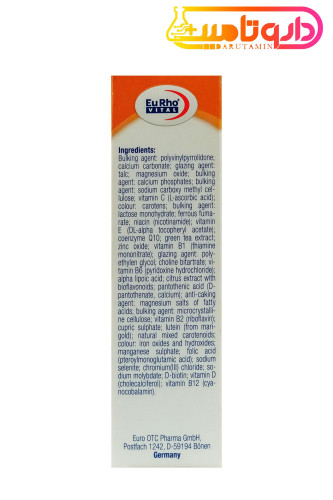 داروتامین
DARUTAMIN
EuRho®
VITAL
Ingredients:
Bulking agent: polyvinylpyrrolidone;
calcium carbonate; glazing agent:
talc; magnesium oxide; bulking
agent: calcium phosphates; bulking
agent: sodium carboxy methyl cel-
lulose; vitamin C (L-ascorbic acid);
colour: carotens; bulking agent:
lactose monohydrate; ferrous fuma-
rate; niacin (nicotinamide); vitamin
E (DL-alpha tocopheryl acetate);
coenzyme Q10; green tea extract;
zinc oxide; vitamin B1 (thiamine
mononitrate); glazing agent: poly-
ethylen glycol; choline bitartrate; vi-
tamin B6 (pyridoxine hydrochloride);
alpha lipoic acid; citrus extract with
bioflavonoids; pantothenic acid (D-
pantothenate, calcium); anti-caking
agent: magnesium salts of fatty
acids; bulking agent: microcrystalli-
ne cellulose; vitamin B2 (riboflavin);
cupric sulphate; lutein (from mari-
gold); natural mixed carotenoids;
colour: iron oxides and hydroxides;
manganese sulphate; folic acid
(pteroylmonoglutamic acid); sodium
selenite; chromium(III) chloride; so-
dium molybdate; D-biotin; vitamin D
(cholecalciferol); vitamin B12 (cya-
nocobalamin).
Euro OTC Pharma GmbH,
Postfach 1242, D-59194 Bönen
Germany